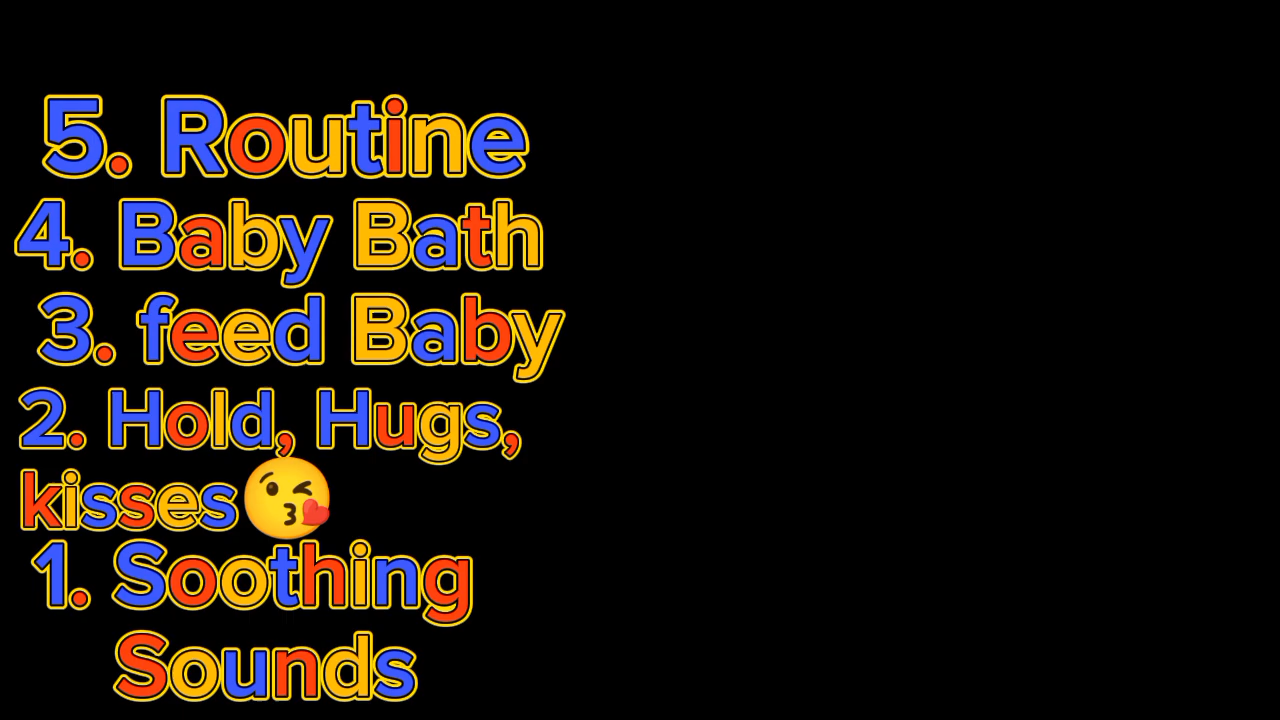 5. Routine
4. Baby Bath
3. feed Baby
2. Hold, Hugs,
kisses😘
1. Soothing
Sounds